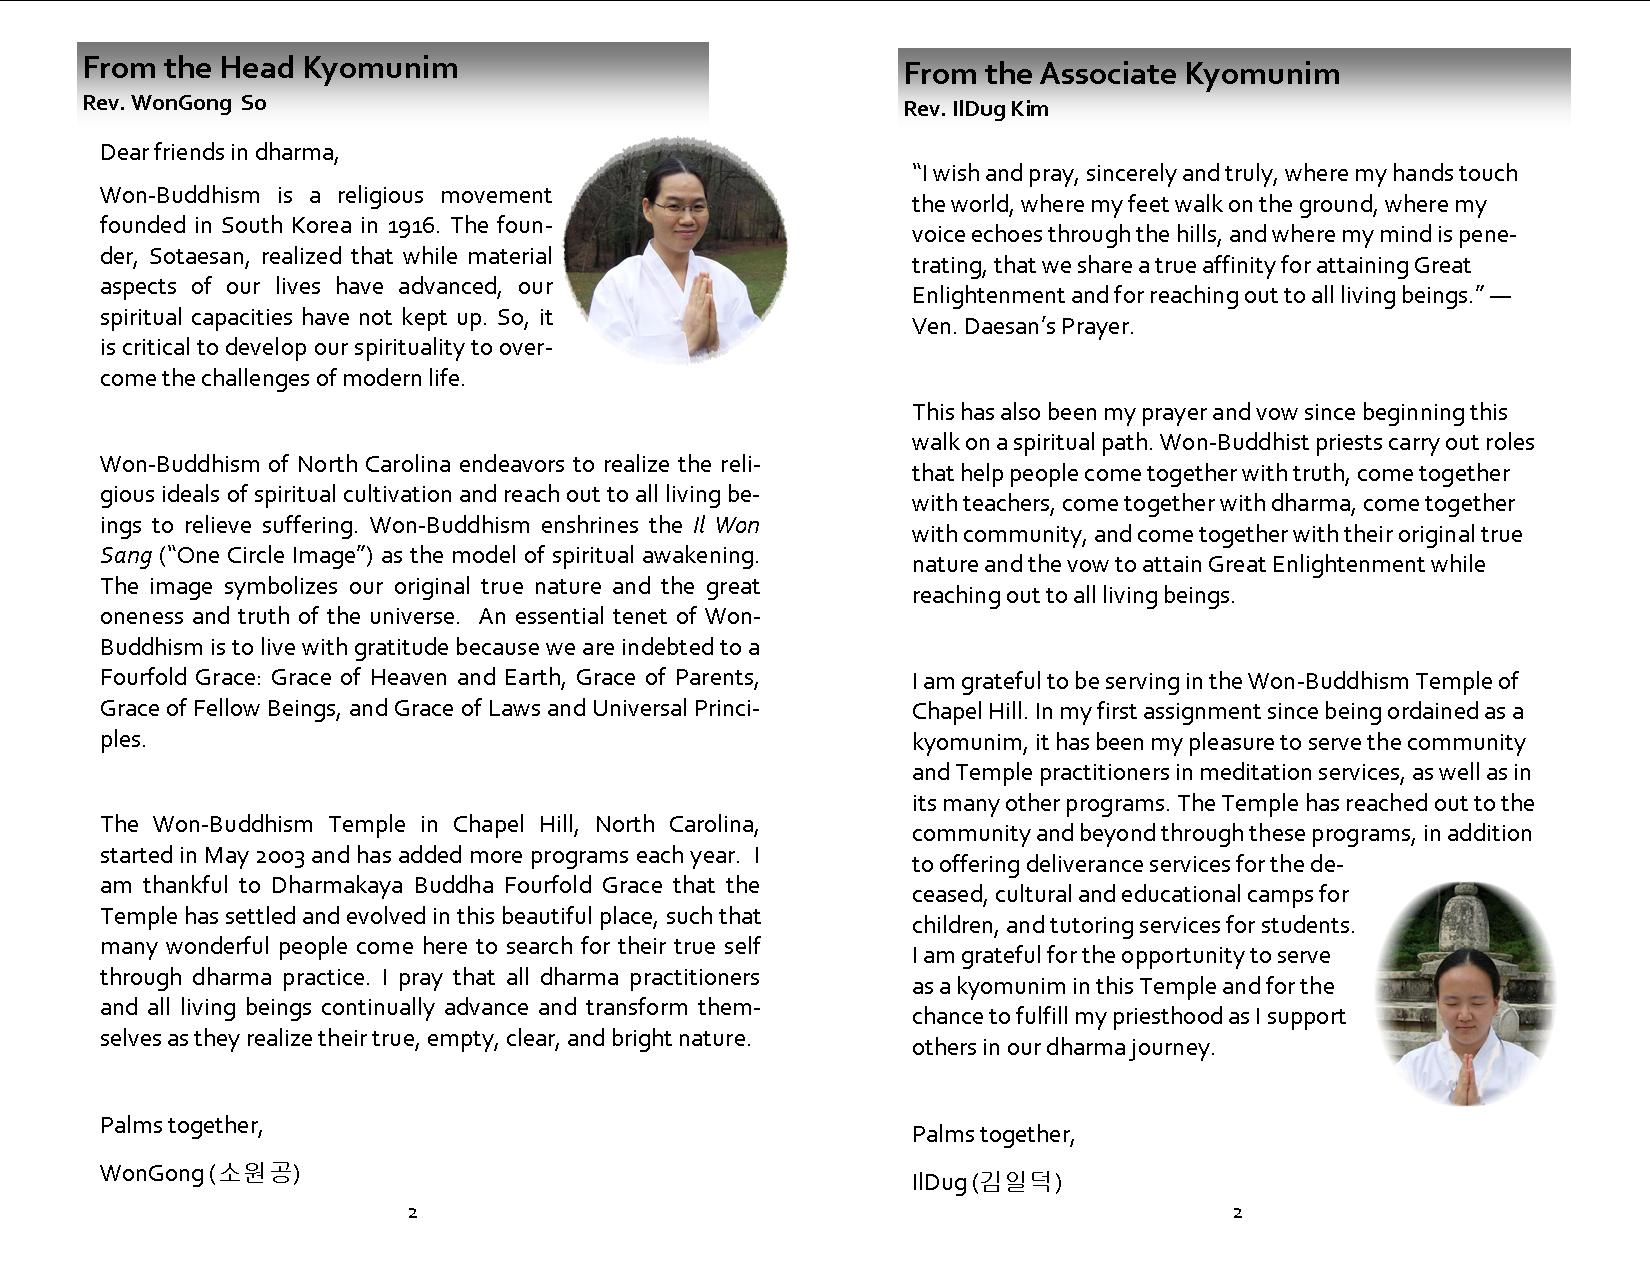 From the Head Kyomunim
Rev. WonGong So
Dear friends in dharma,
Won-Buddhism is a religious movement
founded in South Korea in 1916. The foun-
der, Sotaesan, realized that while material
aspects of our lives have advanced, our
spiritual capacities have not kept up. So, it
is critical to develop our spirituality to over-
come the challenges of modern life.
Won-Buddhism of North Carolina endeavors to realize the reli-
gious ideals of spiritual cultivation and reach out to all living be-
ings to relieve suffering. Won-Buddhism enshrines the Il Won
Sang (“One Circle Image”) as the model of spiritual awakening.
The image symbolizes our original true nature and the great
oneness and truth of the universe.  An essential tenet of Won-
Buddhism is to live with gratitude because we are indebted to a
Fourfold Grace: Grace of Heaven and Earth, Grace of Parents,
Grace of Fellow Beings, and Grace of Laws and Universal Princi-
ples.
The Won-Buddhism Temple in Chapel Hill, North Carolina,
started in May 2003 and has added more programs each year.  I
am thankful to Dharmakaya Buddha Fourfold Grace that the
Temple has settled and evolved in this beautiful place, such that
many wonderful people come here to search for their true self
through dharma practice. I pray that all dharma practitioners
and all living beings continually advance and transform them-
selves as they realize their true, empty, clear, and bright nature.
Palms together,
WonGong (소원공)
2
From the Associate Kyomunim
Rev. IlDug Kim
“I wish and pray, sincerely and truly, where my hands touch
the world, where my feet walk on the ground, where my
voice echoes through the hills, and where my mind is pene-
trating, that we share a true affinity for attaining Great
Enlightenment and for reaching out to all living beings.” —
Ven. Daesan’s Prayer.
This has also been my prayer and vow since beginning this
walk on a spiritual path. Won-Buddhist priests carry out roles
that help people come together with truth, come together
with teachers, come together with dharma, come together
with community, and come together with their original true
nature and the vow to attain Great Enlightenment while
reaching out to all living beings.
I am grateful to be serving in the Won-Buddhism Temple of
Chapel Hill. In my first assignment since being ordained as a
kyomunim, it has been my pleasure to serve the community
and Temple practitioners in meditation services, as well as in
its many other programs. The Temple has reached out to the
community and beyond through these programs, in addition
to offering deliverance services for the de-
ceased, cultural and educational camps for
children, and tutoring services for students.
I am grateful for the opportunity to serve
as a kyomunim in this Temple and for the
chance to fulfill my priesthood as I support
others in our dharma journey.
Palms together,
IlDug (김일덕)
2